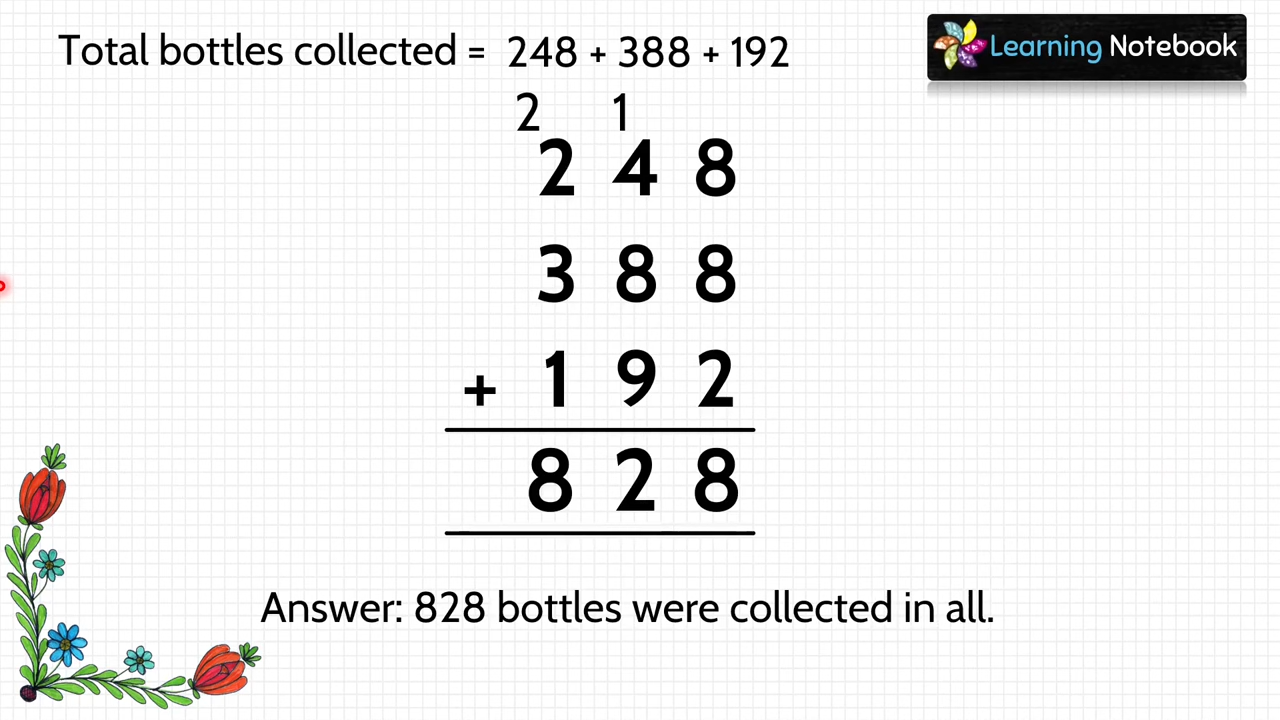 Total bottles collected = 248 + 388 + 192
Learning Notebook
2 1
2 4 8
3 8 8
+ 1 9 2
8 2 8
Answer: 828 bottles were collected in all.